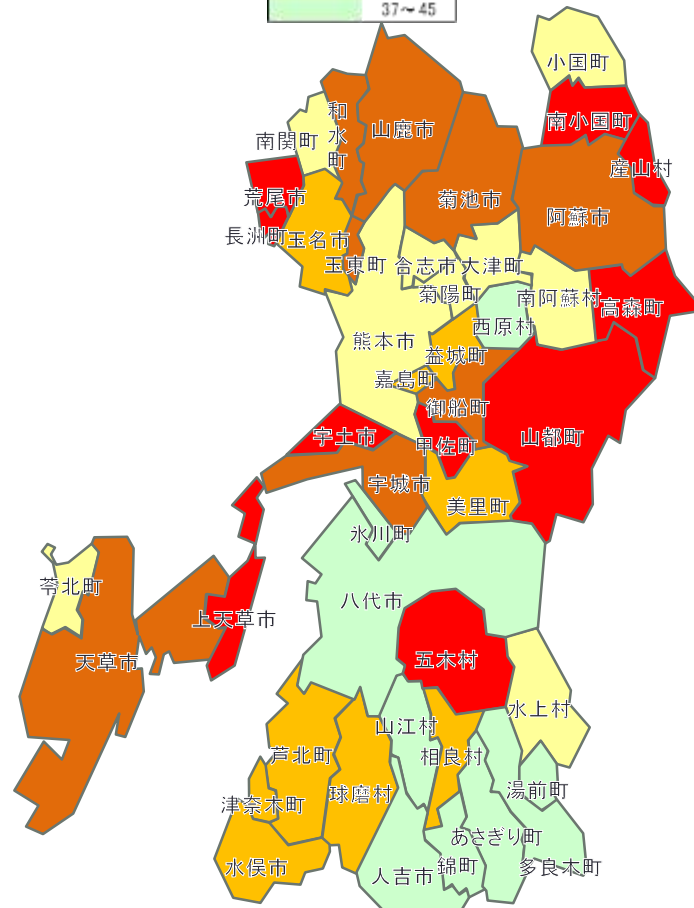 37~45
小国町
和水町
山鹿市
南小国町
南関町
産山村
荒尾市
菊池市
阿蘇市
長洲町
玉名市
玉東町
合志市
大津町
菊陽町
南阿蘇村
高森町
西原村
熊本市
益城町
嘉島町
御船町
宇土市
甲佐町
山都町
宇城市
美里町
氷川町
苓北町
八代市
上天草市
天草市
五木村
水上村
山江村
芦北町
相良村
湯前町
球磨村
津奈木町
あさぎり町
水俣市
人吉市
錦町
多良木町